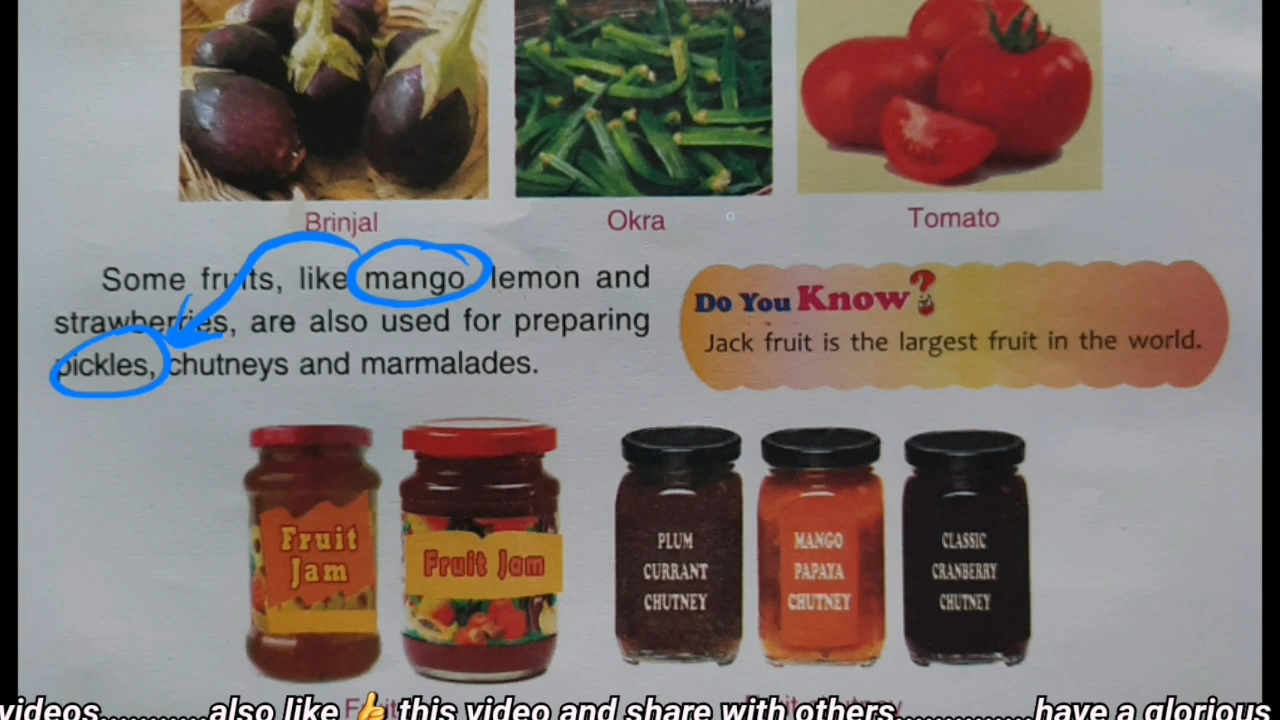 Brinjal
Okra
Tomato
Some fruits, like mango, lemon and
strawberries, are also used for preparing
pickles, chutneys and marmalades.
Do You Know?
Jack fruit is the largest fruit in the world.
Fruit
Jam
Fruit Jam
PLUM
CURRANT
CHUTNEY
MANGO
PAPAYA
CHUTNEY
CLASSIC
CRANBERRY
CHUTNEY
videos............also like 👍 this video and share with others...............have a glorious